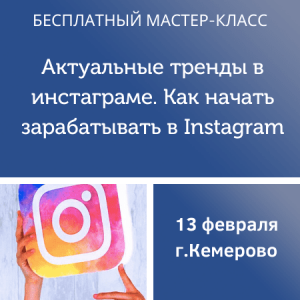 БЕСПЛАТНЫЙ МАСТЕР-КЛАСС
Актуальные тренды в
инстаграме. Как начать
зарабатывать в Instagram
13 февраля
г.Кемерово